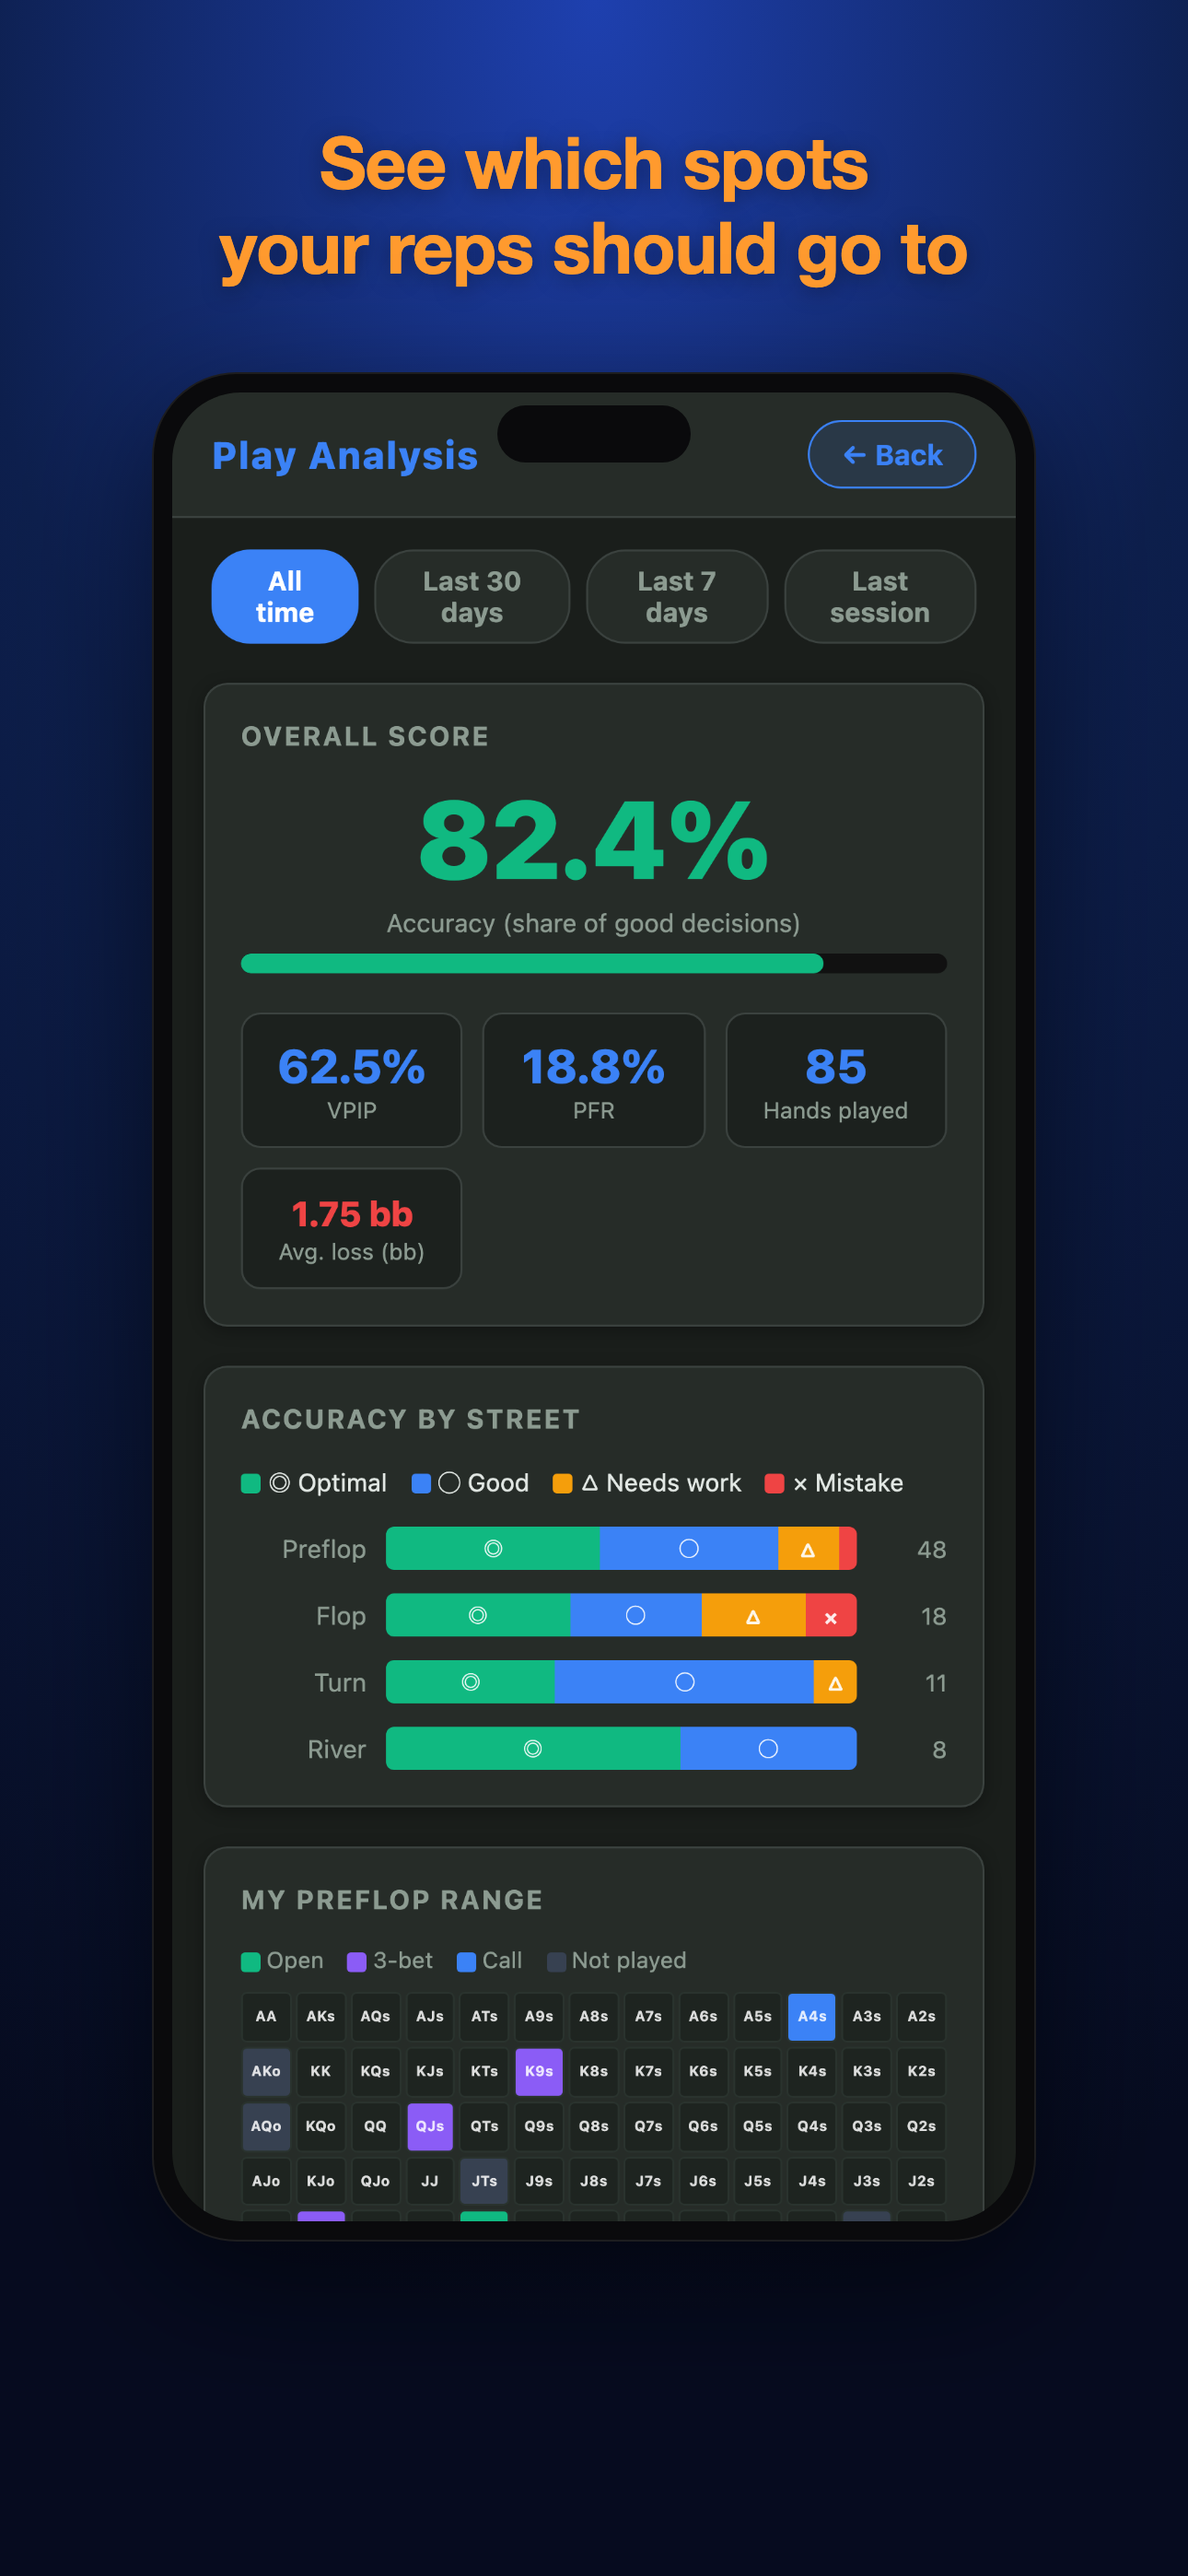 See which spots
your reps should go to
Play Analysis
← Back
All time
Last 30 days
Last 7 days
Last session
OVERALL SCORE
82.4%
Accuracy (share of good decisions)
62.5%
VPIP
18.8%
PFR
85
Hands played
1.75 bb
Avg. loss (bb)
ACCURACY BY STREET
◎ Optimal ○ Good △ Needs work × Mistake
Preflop ◎ ○ △ 48
Flop ◎ ○ △ × 18
Turn ◎ ○ △ 11
River ◎ ○ 8
MY PREFLOP RANGE
Open 3-bet Call Not played
AA AKs AQs AJs ATs A9s A8s A7s A6s A5s A4s A3s A2s
AKo KK KQs KJs KTs K9s K8s K7s K6s K5s K4s K3s K2s
AQo KQo QQ QJs QTs Q9s Q8s Q7s Q6s Q5s Q4s Q3s Q2s
AJo KJo QJo JJ JTs J9s J8s J7s J6s J5s J4s J3s J2s